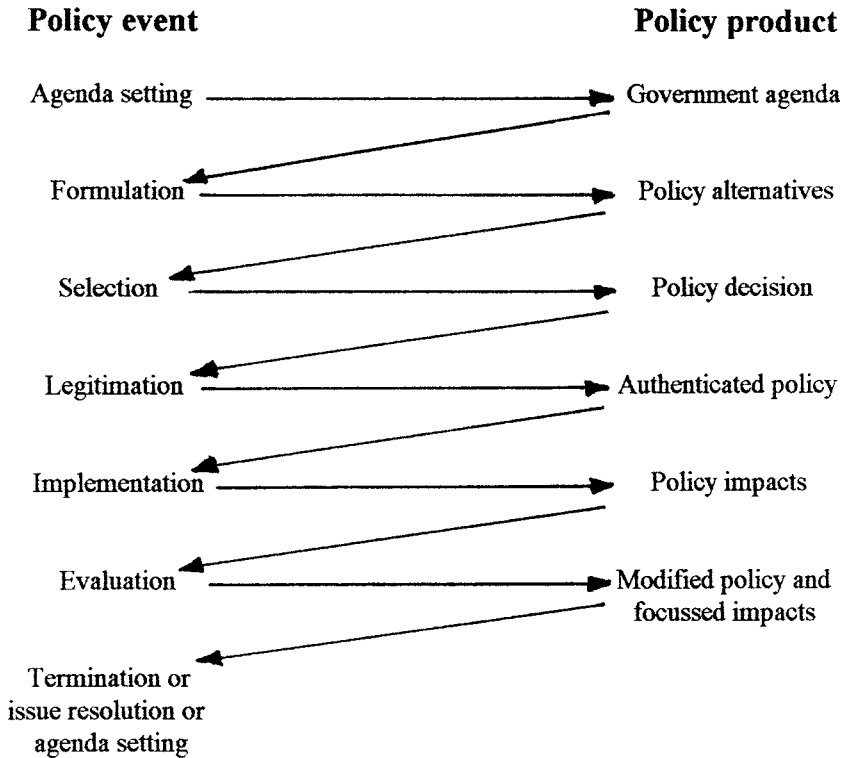 Policy event
Policy product
Agenda setting
Government agenda
Formulation
Policy alternatives
Selection
Policy decision
Legitimation
Authenticated policy
Implementation
Policy impacts
Evaluation
Modified policy and
focussed impacts
Termination or
issue resolution or
agenda setting